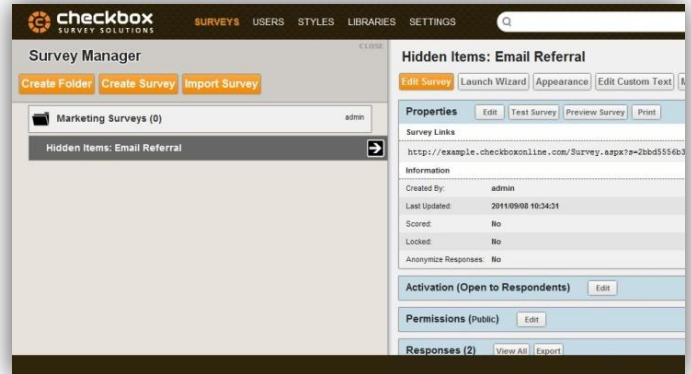 checkbox
SURVEY SOLUTIONS
SURVEYS USERS STYLES LIBRARIES SETTINGS
Survey Manager
CLOSE
Create Folder Create Survey Import Survey
Marketing Surveys (0) admin
Hidden Items: Email Referral
Hidden Items: Email Referral
Edit Survey Launch Wizard Appearance Edit Custom Text
Properties Edit Test Survey Preview Survey Print
Survey Links
http://example.checkboxonline.com/Survey.aspx?s=2bbd5556b3
Information
Created By: admin
Last Updated: 2011/09/08 10:34:31
Scored: No
Locked: No
Anonymize Responses: No
Activation (Open to Respondents) Edit
Permissions (Public) Edit
Responses (2) View All Export